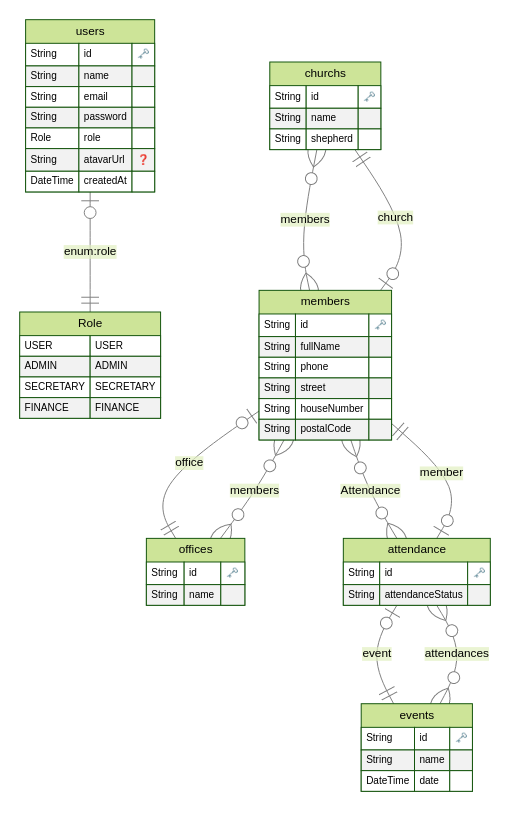 users
String id
String name
String email
String password
Role role
String atavarUrl ?
DateTime createdAt
churchs
String id
String name
String shepherd
members
church
enum:role
members
String id
String fullName
String phone
String street
String houseNumber
String postalCode
Role
USER USER
ADMIN ADMIN
SECRETARY SECRETARY
FINANCE FINANCE
office
members
Attendance
member
offices
String id
String name
attendance
String id
String attendanceStatus
event
attendances
events
String id
String name
DateTime date